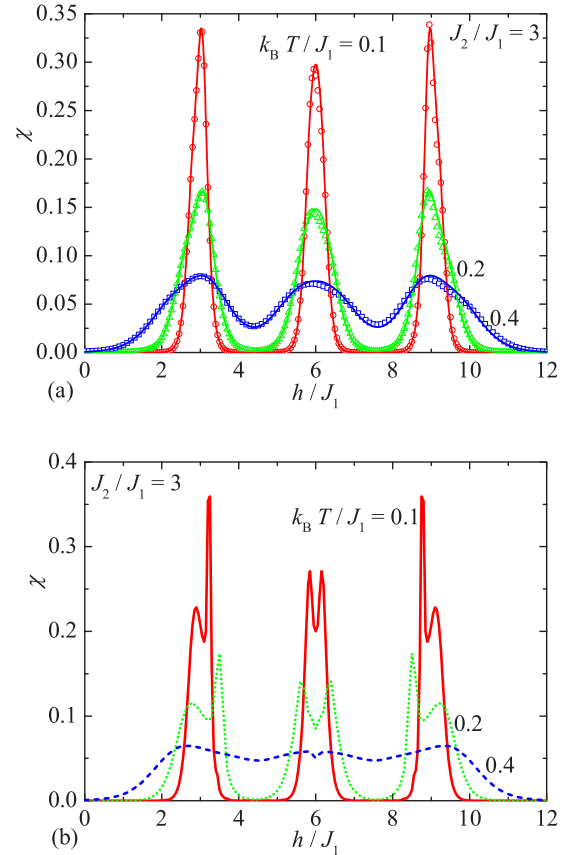 0.35
0.30
0.25
0.20
0.15
0.10
0.05
0.00
χ
k_B T / J_1 = 0.1
J_2 / J_1 = 3
0.2
0.4
0 2 4 6 8 10 12
(a)
h / J_1
0.4
0.3
0.2
0.1
0.0
χ
J_2 / J_1 = 3
k_B T / J_1 = 0.1
0.2
0.4
0 2 4 6 8 10 12
(b)
h / J_1